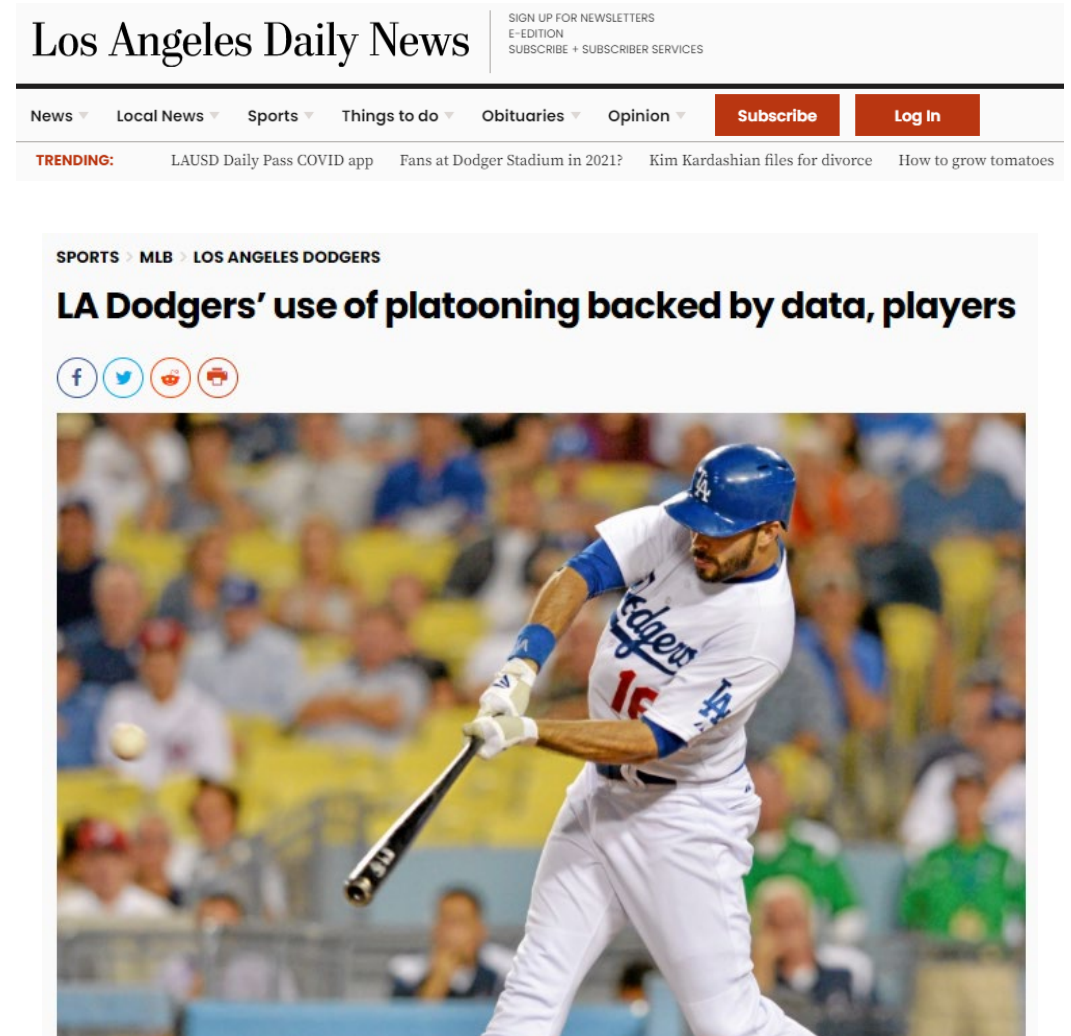 Los Angeles Daily News
SIGN UP FOR NEWSLETTERS
E-EDITION
SUBSCRIBE + SUBSCRIBER SERVICES
News Local News Sports Things to do Obituaries Opinion Subscribe Log In
TRENDING: LAUSD Daily Pass COVID app Fans at Dodger Stadium in 2021? Kim Kardashian files for divorce How to grow tomatoes
SPORTS > MLB > LOS ANGELES DODGERS
LA Dodgers’ use of platooning backed by data, players
LA
Dodgers
16
LA